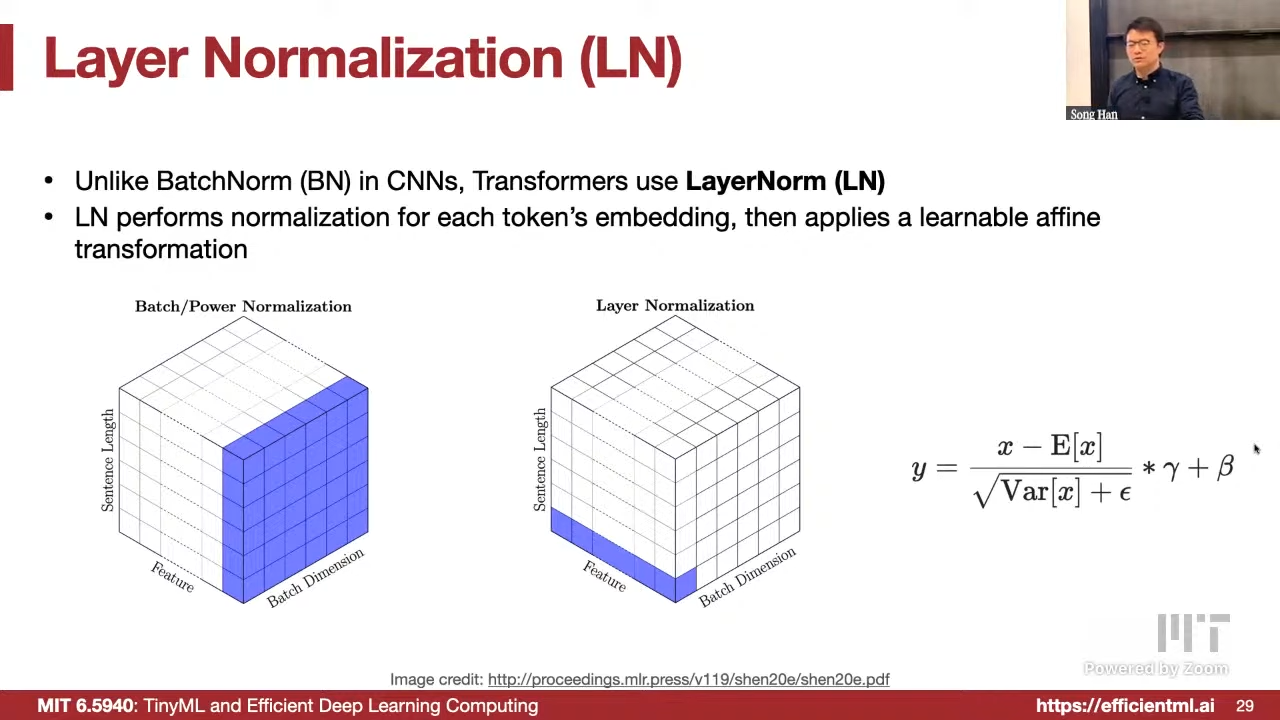 Layer Normalization (LN)
Song Han
• Unlike BatchNorm (BN) in CNNs, Transformers use LayerNorm (LN)
• LN performs normalization for each token’s embedding, then applies a learnable affine
transformation
Batch/Power Normalization
Sentence Length
Feature
Batch Dimension
Layer Normalization
Sentence Length
Feature
Batch Dimension
y = (x − E[x]) / √(Var[x] + ϵ) ∗ γ + β
MIT
Powered by Zoom
Image credit: http://proceedings.mlr.press/v119/shen20e/shen20e.pdf
MIT 6.5940: TinyML and Efficient Deep Learning Computing
https://efficientml.ai 29